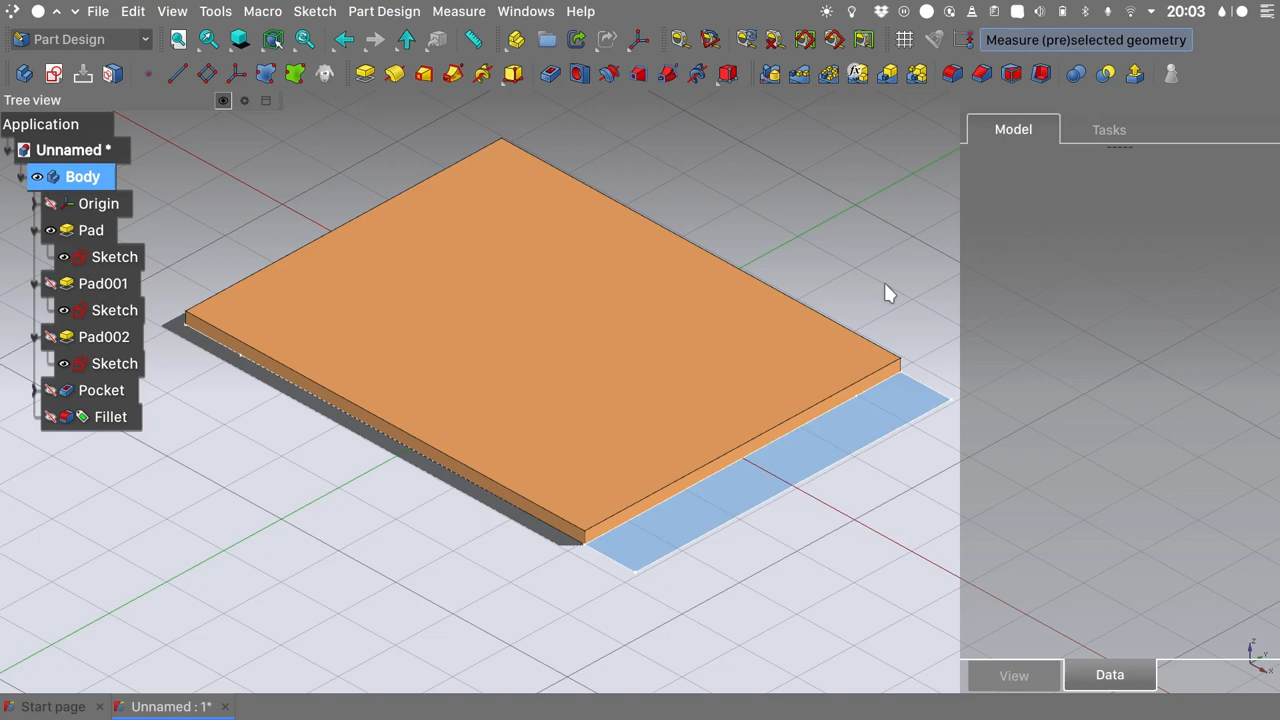 File Edit View Tools Macro Sketch Part Design Measure Windows Help 20:03
Part Design
Measure (pre)selected geometry
Tree view
Application
Unnamed *
Body
Origin
Pad
Sketch
Pad001
Sketch
Pad002
Sketch
Pocket
Fillet
Model Tasks
View Data
Start page Unnamed : 1*